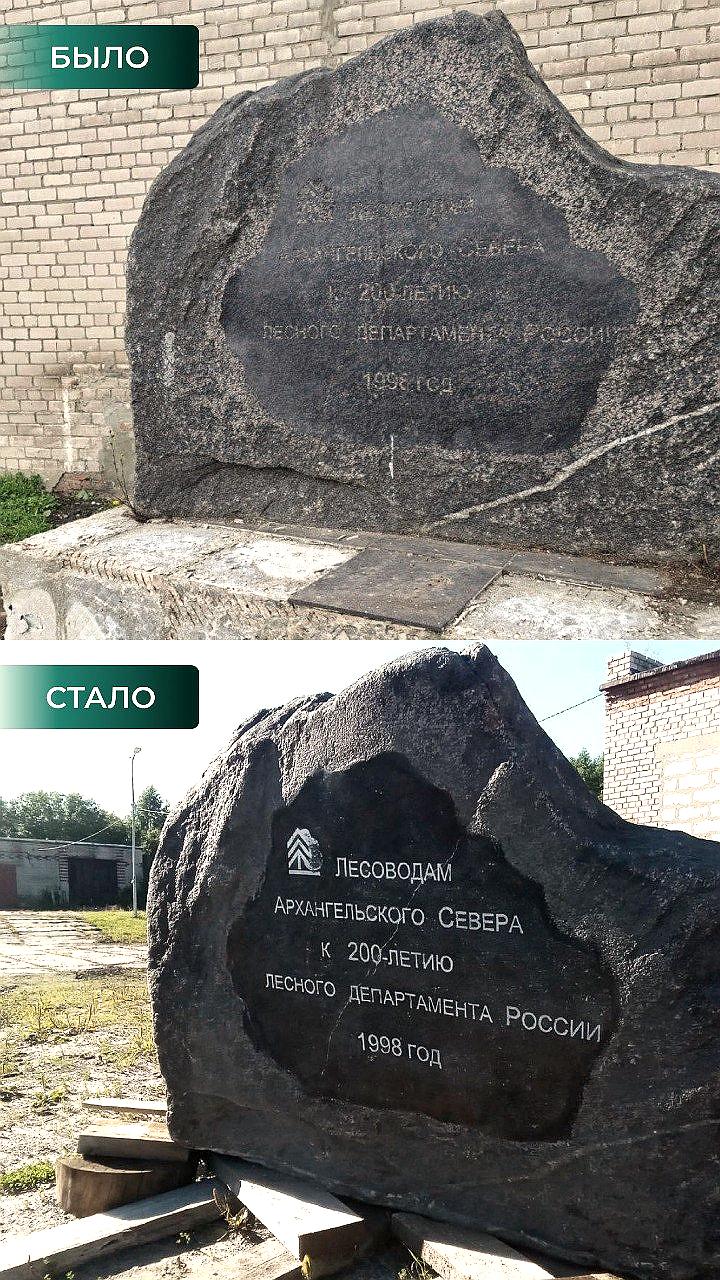 БЫЛО
ЛЕСОВОДАМ
АРХАНГЕЛЬСКОГО СЕВЕРА
К 200-ЛЕТИЮ
ЛЕСНОГО ДЕПАРТАМЕНТА РОССИИ
1998 ГОД
СТАЛО
ЛЕСОВОДАМ
АРХАНГЕЛЬСКОГО СЕВЕРА
К 200-ЛЕТИЮ
ЛЕСНОГО ДЕПАРТАМЕНТА РОССИИ
1998 ГОД